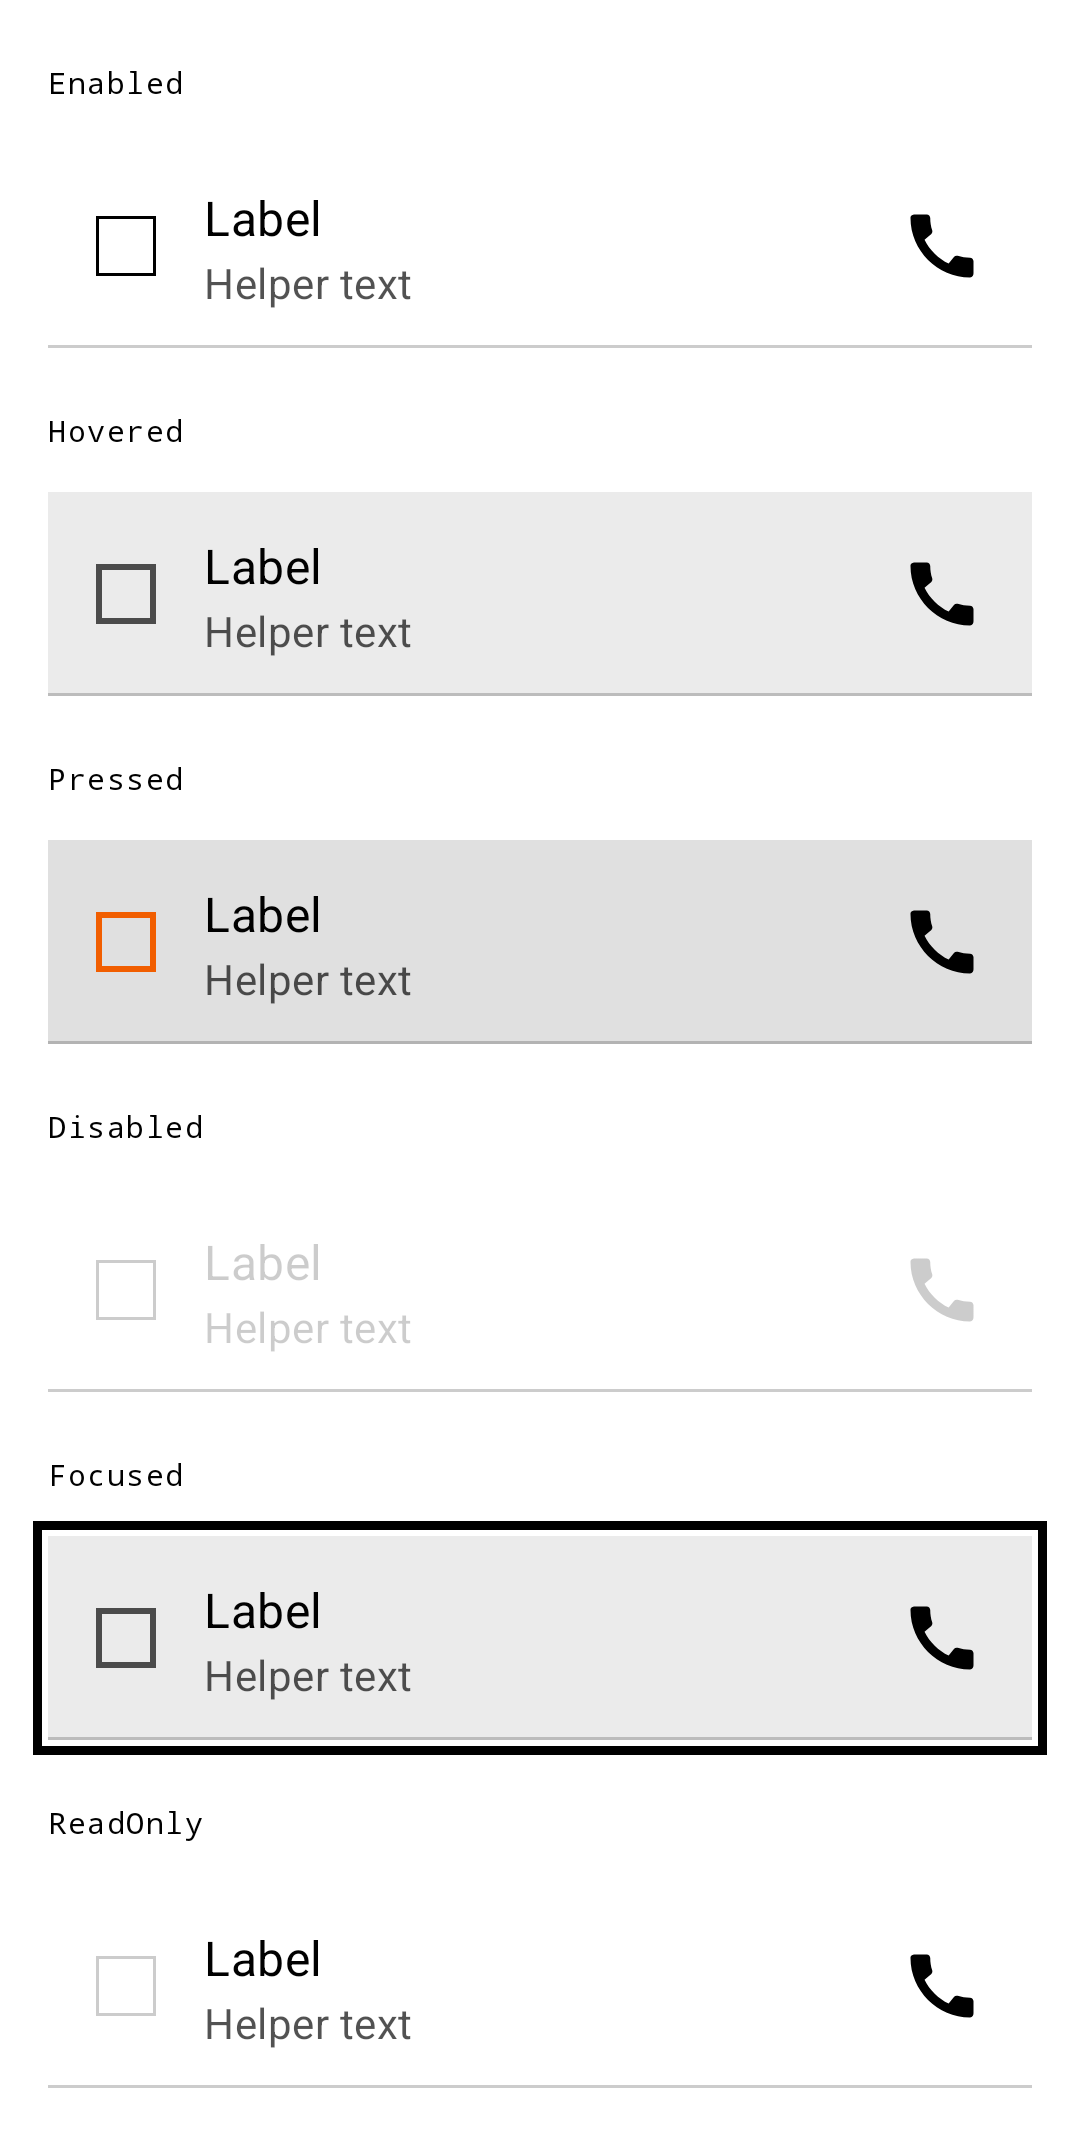 Enabled
Label
Helper text
Hovered
Label
Helper text
Pressed
Label
Helper text
Disabled
Label
Helper text
Focused
Label
Helper text
ReadOnly
Label
Helper text